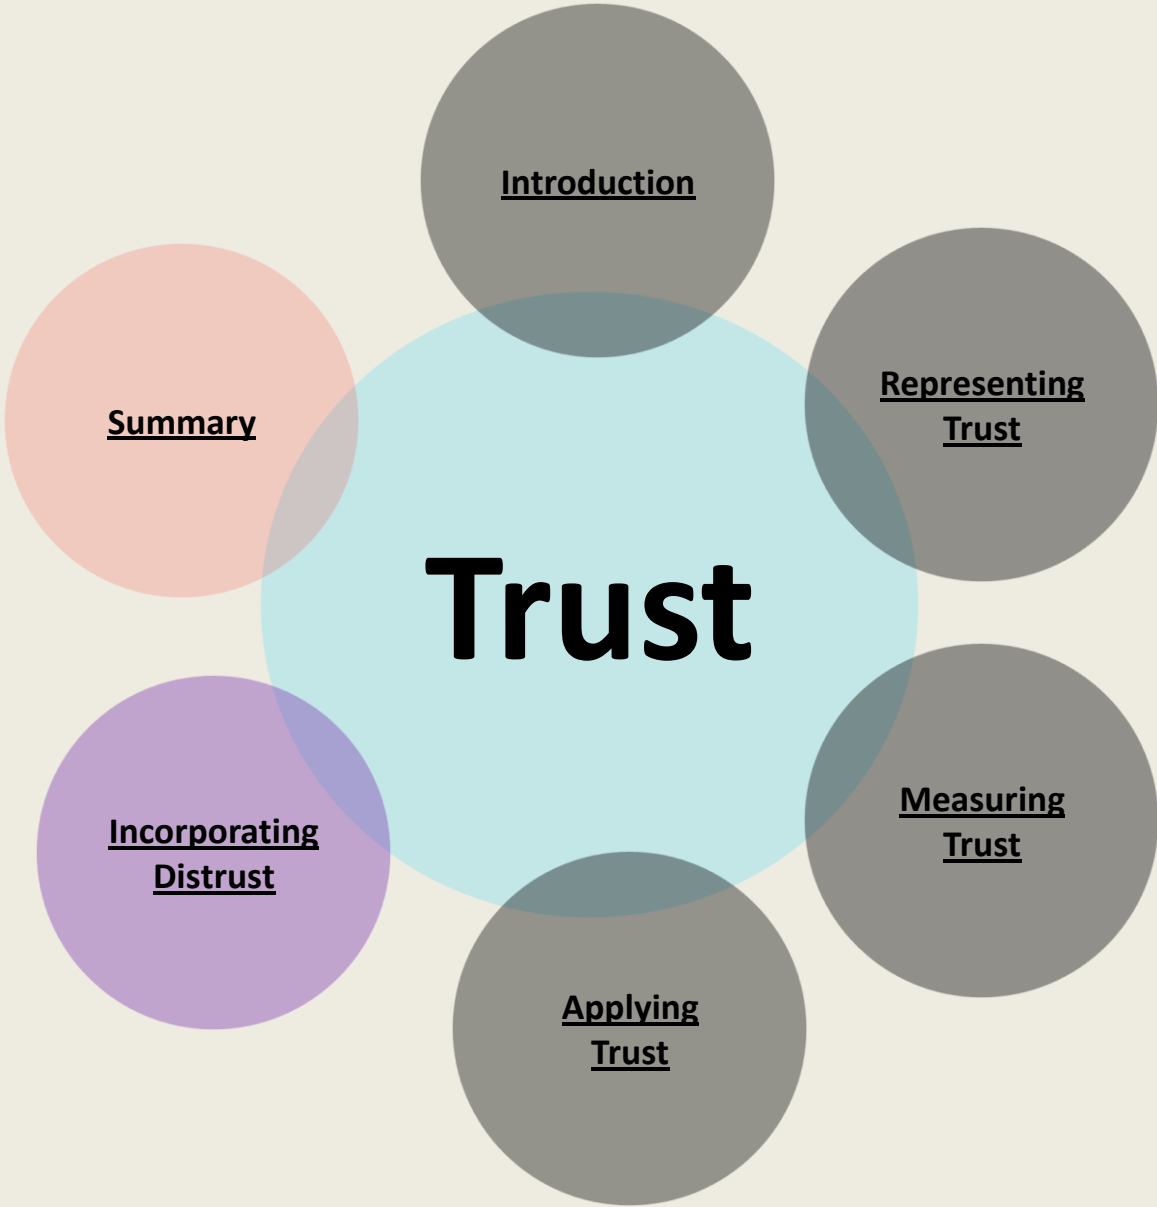 Introduction
Representing
Trust
Measuring
Trust
Applying
Trust
Incorporating
Distrust
Summary
Trust